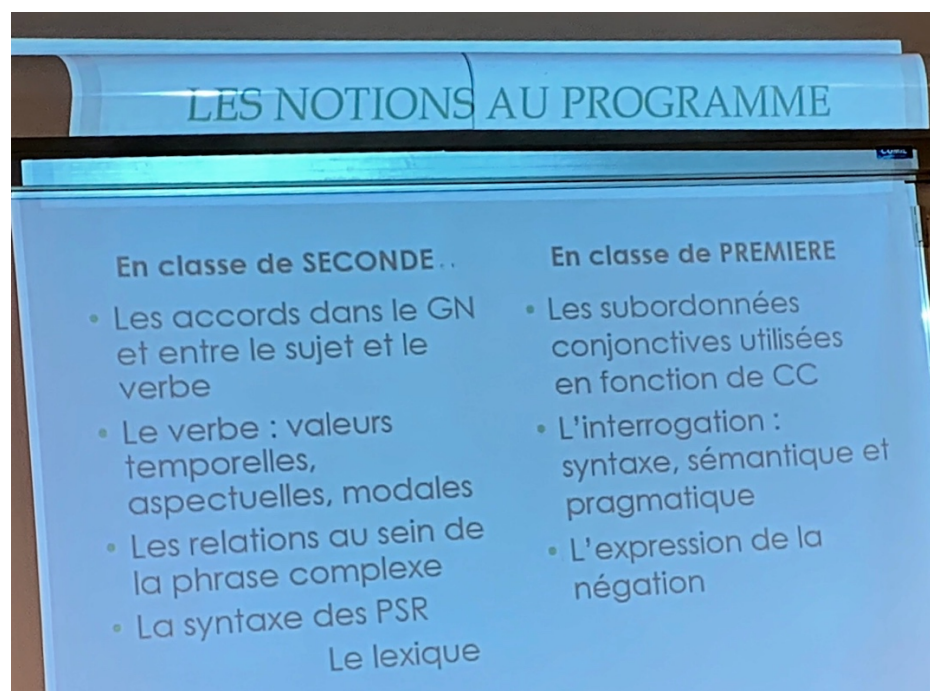 LES NOTIONS AU PROGRAMME
En classe de SECONDE..
• Les accords dans le GN
et entre le sujet et le
verbe
• Le verbe : valeurs
temporelles,
aspectuelles, modales
• Les relations au sein de
la phrase complexe
• La syntaxe des PSR
Le lexique
En classe de PREMIERE
• Les subordonnées
conjonctives utilisées
en fonction de CC
• L'interrogation :
syntaxe, sémantique et
pragmatique
• L'expression de la
négation